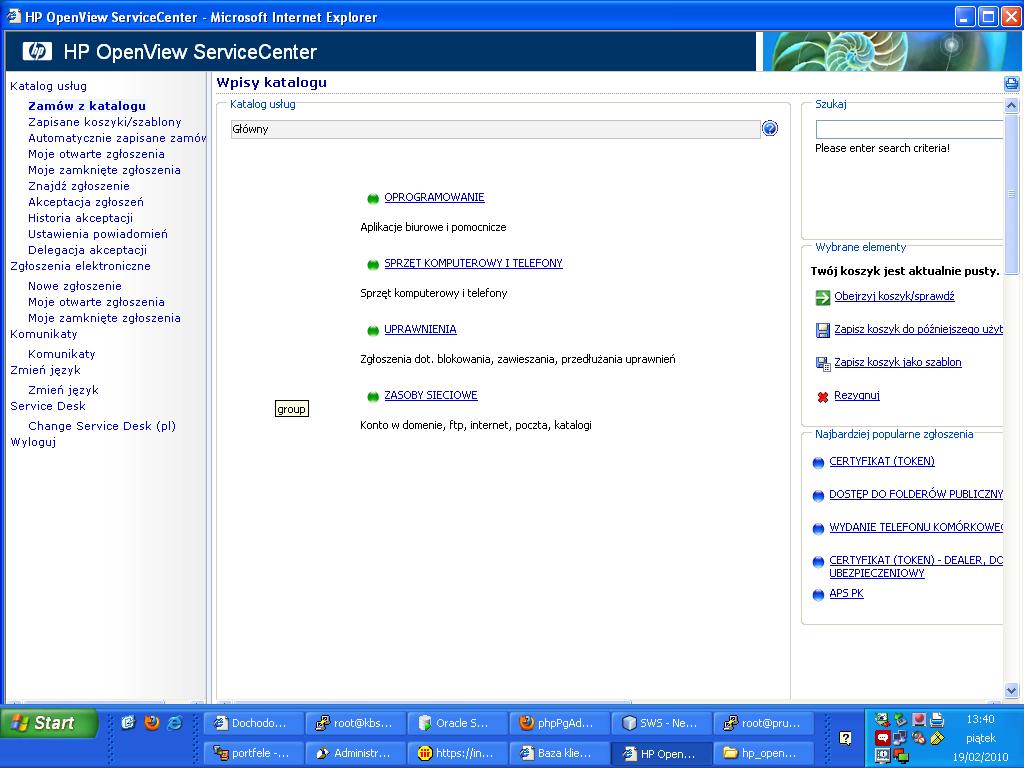 HP OpenView ServiceCenter - Microsoft Internet Explorer
hp HP OpenView ServiceCenter
Katalog usług
Zamów z katalogu
Zapisane koszyki/szablony
Automatycznie zapisane zamów
Moje otwarte zgłoszenia
Moje zamknięte zgłoszenia
Znajdź zgłoszenie
Akceptacja zgłoszeń
Historia akceptacji
Ustawienia powiadomień
Delegacja akceptacji
Zgłoszenia elektroniczne
Nowe zgłoszenie
Moje otwarte zgłoszenia
Moje zamknięte zgłoszenia
Komunikaty
Komunikaty
Zmień język
Zmień język
Service Desk
Change Service Desk (pl)
Wyloguj
Wpisy katalogu
Katalog usług
Główny
OPROGRAMOWANIE
Aplikacje biurowe i pomocnicze
SPRZĘT KOMPUTEROWY I TELEFONY
Sprzęt komputerowy i telefony
UPRAWNIENIA
Zgłoszenia dot. blokowania, zawieszania, przedłużania uprawnień
ZASOBY SIECIOWE
group
Konto w domenie, ftp, internet, poczta, katalogi
Szukaj
Please enter search criteria!
Wybrane elementy
Twój koszyk jest aktualnie pusty.
Obejrzyj koszyk/sprawdź
Zapisz koszyk do późniejszego użyt
Zapisz koszyk jako szablon
Rezygnuj
Najbardziej popularne zgłoszenia
CERTYFIKAT (TOKEN)
DOSTĘP DO FOLDERÓW PUBLICZNY
WYDANIE TELEFONU KOMÓRKOWEG
CERTYFIKAT (TOKEN) - DEALER, DO
UBEZPIECZENIOWY
APS PK
Start
Dochodo...
root@kbs...
Oracle S...
phpPgAd...
SWS - Ne...
root@pru...
portfele -...
Administr...
https://in...
Baza klie...
HP Open...
hp_open...
13:40
piątek
19/02/2010